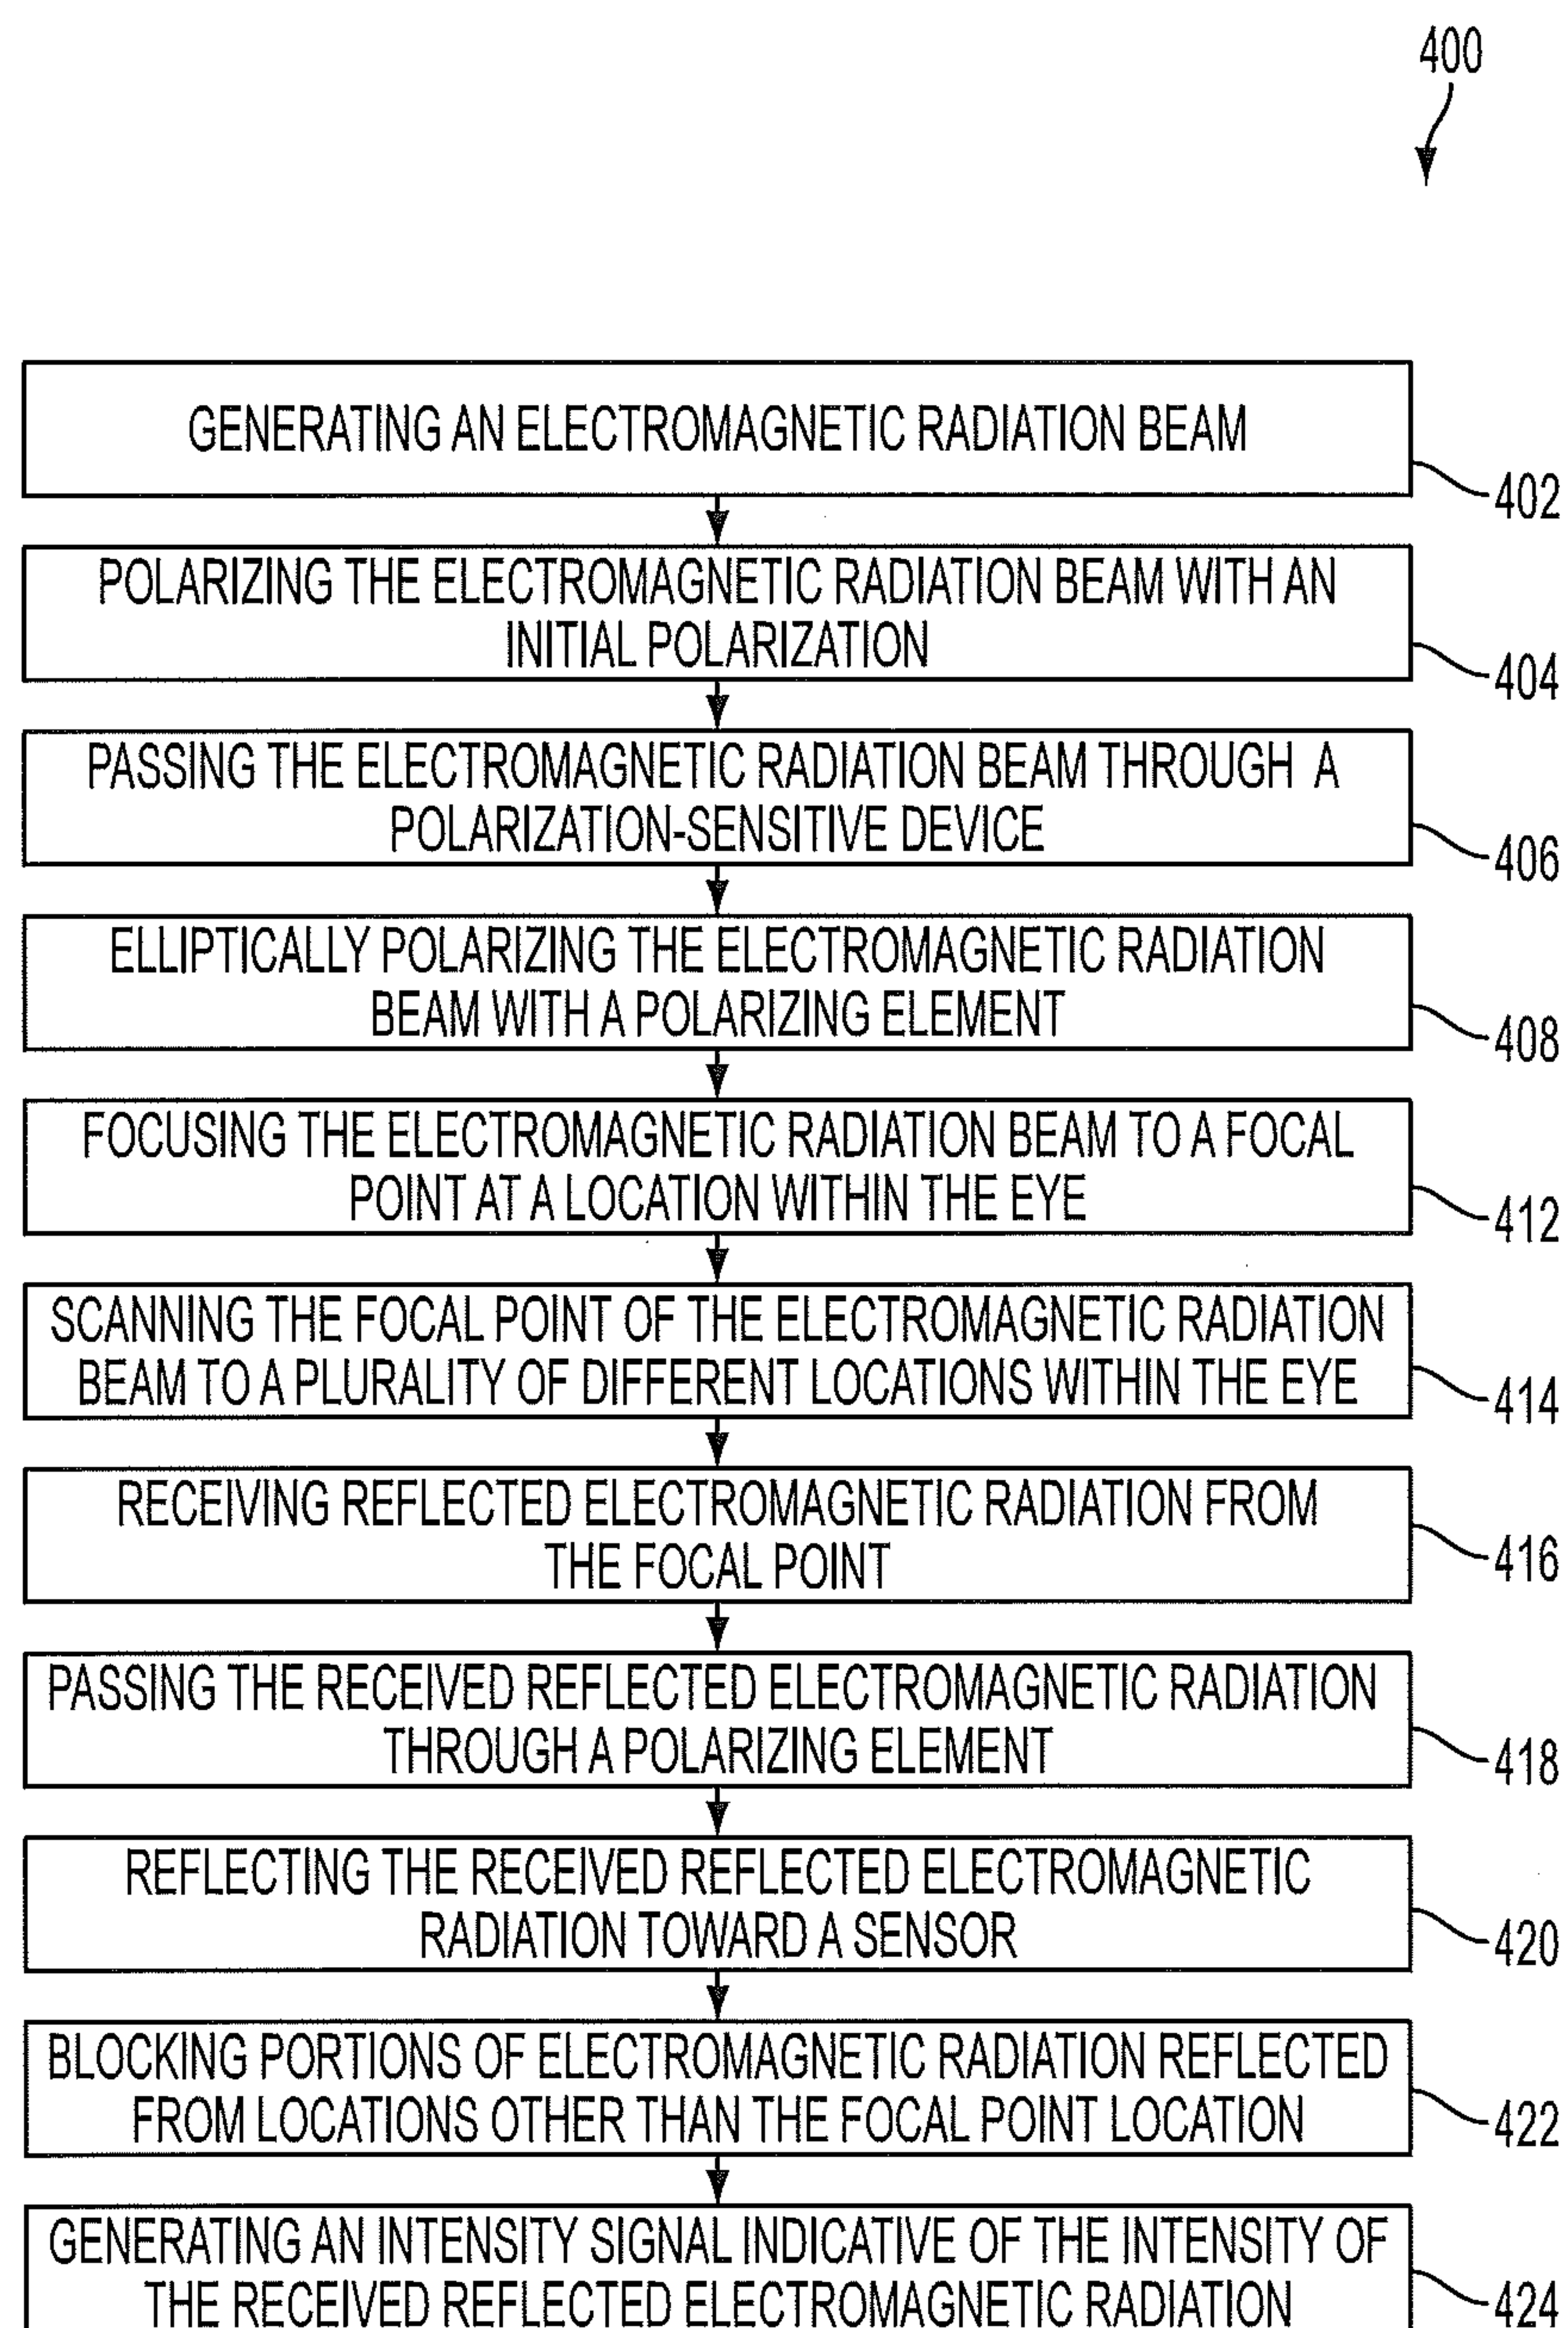 400
GENERATING AN ELECTROMAGNETIC RADIATION BEAM
402
POLARIZING THE ELECTROMAGNETIC RADIATION BEAM WITH AN
INITIAL POLARIZATION
404
PASSING THE ELECTROMAGNETIC RADIATION BEAM THROUGH A
POLARIZATION-SENSITIVE DEVICE
406
ELLIPTICALLY POLARIZING THE ELECTROMAGNETIC RADIATION
BEAM WITH A POLARIZING ELEMENT
408
FOCUSING THE ELECTROMAGNETIC RADIATION BEAM TO A FOCAL
POINT AT A LOCATION WITHIN THE EYE
412
SCANNING THE FOCAL POINT OF THE ELECTROMAGNETIC RADIATION
BEAM TO A PLURALITY OF DIFFERENT LOCATIONS WITHIN THE EYE
414
RECEIVING REFLECTED ELECTROMAGNETIC RADIATION FROM
THE FOCAL POINT
416
PASSING THE RECEIVED REFLECTED ELECTROMAGNETIC RADIATION
THROUGH A POLARIZING ELEMENT
418
REFLECTING THE RECEIVED REFLECTED ELECTROMAGNETIC
RADIATION TOWARD A SENSOR
420
BLOCKING PORTIONS OF ELECTROMAGNETIC RADIATION REFLECTED
FROM LOCATIONS OTHER THAN THE FOCAL POINT LOCATION
422
GENERATING AN INTENSITY SIGNAL INDICATIVE OF THE INTENSITY OF
THE RECEIVED REFLECTED ELECTROMAGNETIC RADIATION
424